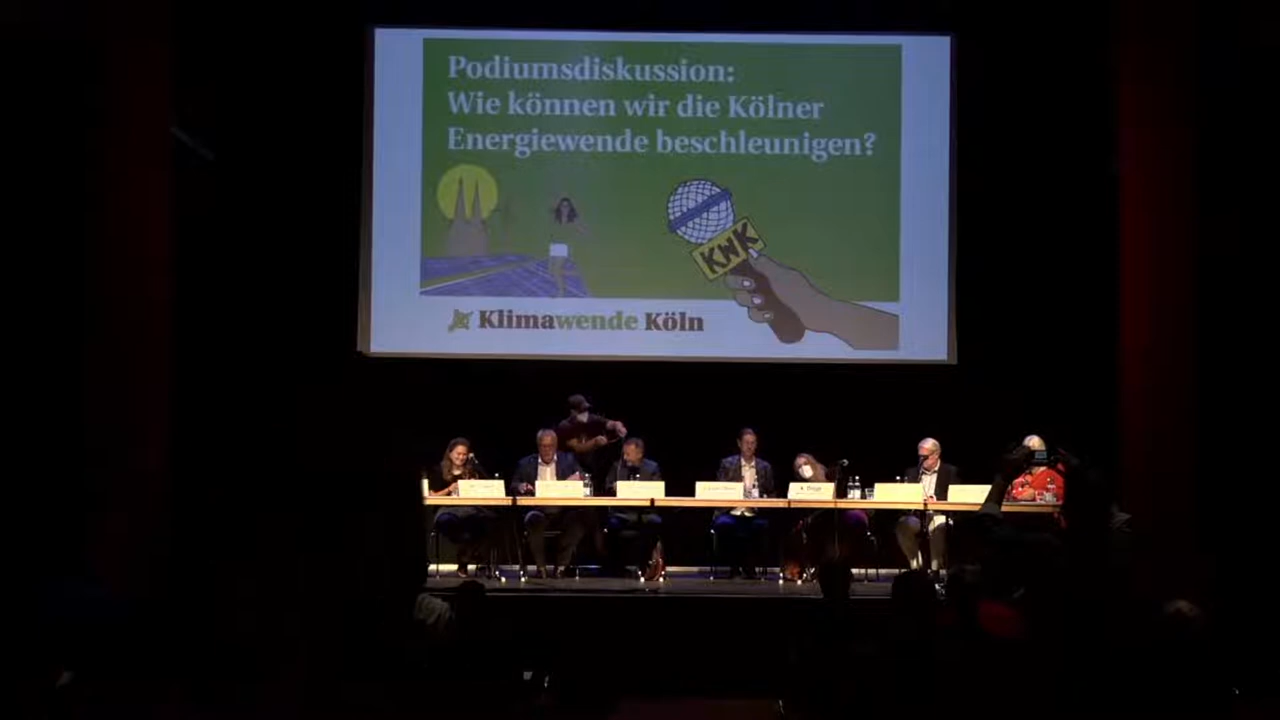 Podiumsdiskussion:
Wie können wir die Kölner
Energiewende beschleunigen?
KWK
Klimawende Köln